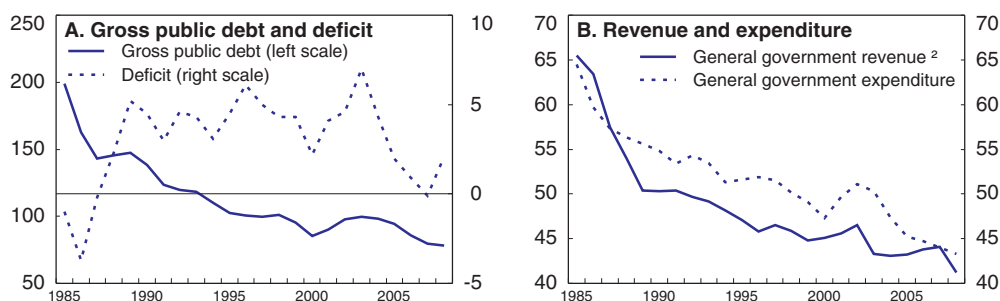 A. Gross public debt and deficit
Gross public debt (left scale)
Deficit (right scale)
250
200
150
100
50
10
5
0
-5
1985 1990 1995 2000 2005
B. Revenue and expenditure
General government revenue ²
General government expenditure
70
65
60
55
50
45
40
70
65
60
55
50
45
40
1985 1990 1995 2000 2005